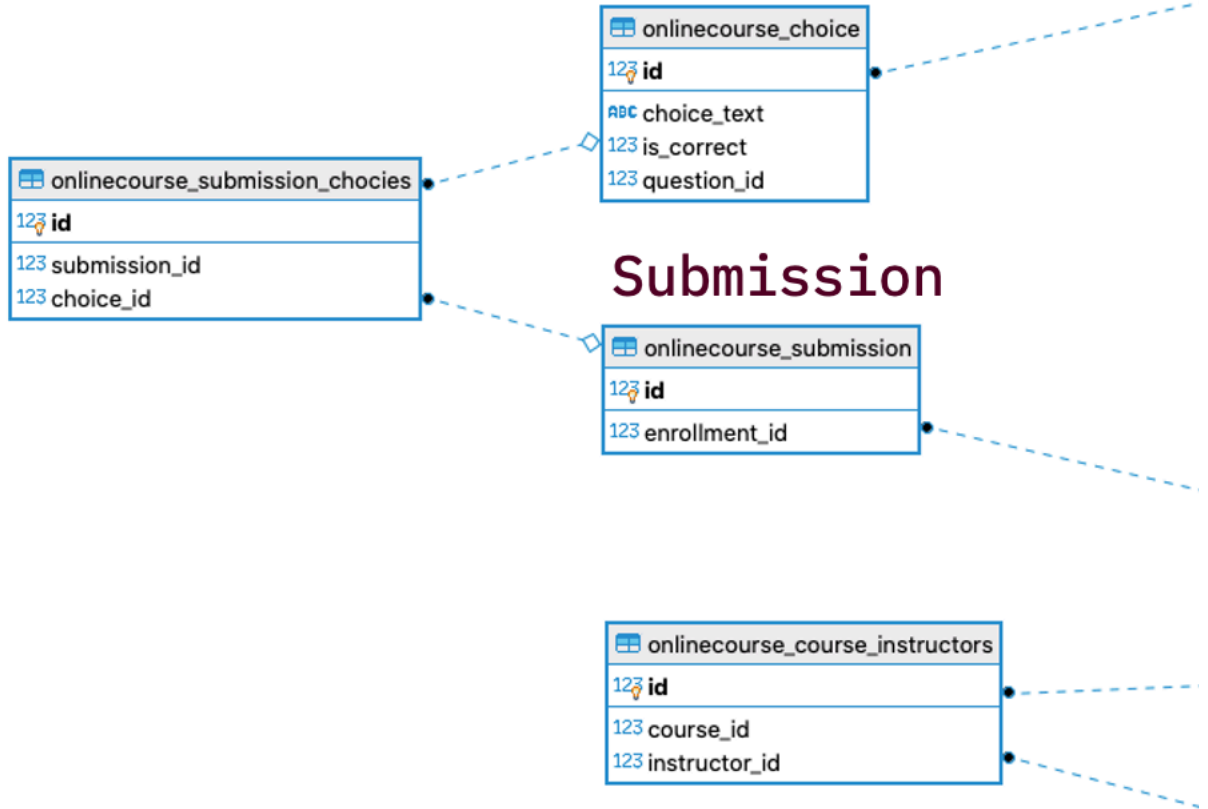 onlinecourse_choice
123 id
ABC choice_text
123 is_correct
123 question_id
onlinecourse_submission_chocies
123 id
123 submission_id
123 choice_id
Submission
onlinecourse_submission
123 id
123 enrollment_id
onlinecourse_course_instructors
123 id
123 course_id
123 instructor_id